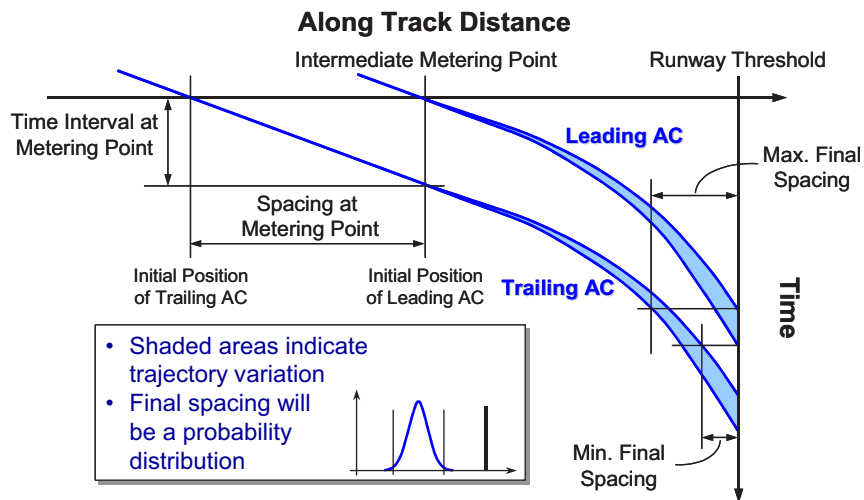 Along Track Distance
Intermediate Metering Point
Runway Threshold
Time Interval at
Metering Point
Leading AC
Max. Final
Spacing
Spacing at
Metering Point
Initial Position
of Trailing AC
Initial Position
of Leading AC
Trailing AC
Time
• Shaded areas indicate
trajectory variation
• Final spacing will
be a probability
distribution
Min. Final
Spacing